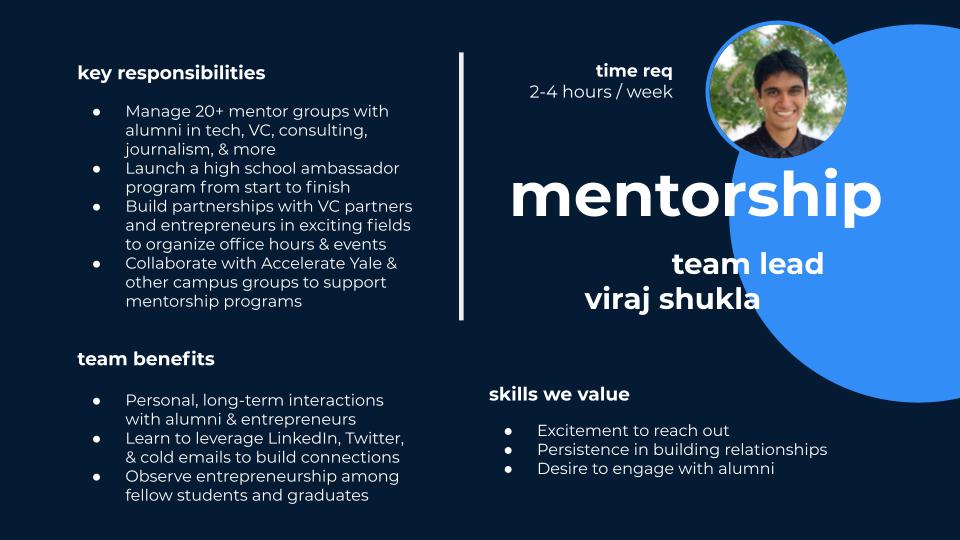 key responsibilities
● Manage 20+ mentor groups with
alumni in tech, VC, consulting,
journalism, & more
● Launch a high school ambassador
program from start to finish
● Build partnerships with VC partners
and entrepreneurs in exciting fields
to organize office hours & events
● Collaborate with Accelerate Yale &
other campus groups to support
mentorship programs
team benefits
● Personal, long-term interactions
with alumni & entrepreneurs
● Learn to leverage LinkedIn, Twitter,
& cold emails to build connections
● Observe entrepreneurship among
fellow students and graduates
time req
2-4 hours / week
mentorship
team lead
viraj shukla
skills we value
● Excitement to reach out
● Persistence in building relationships
● Desire to engage with alumni